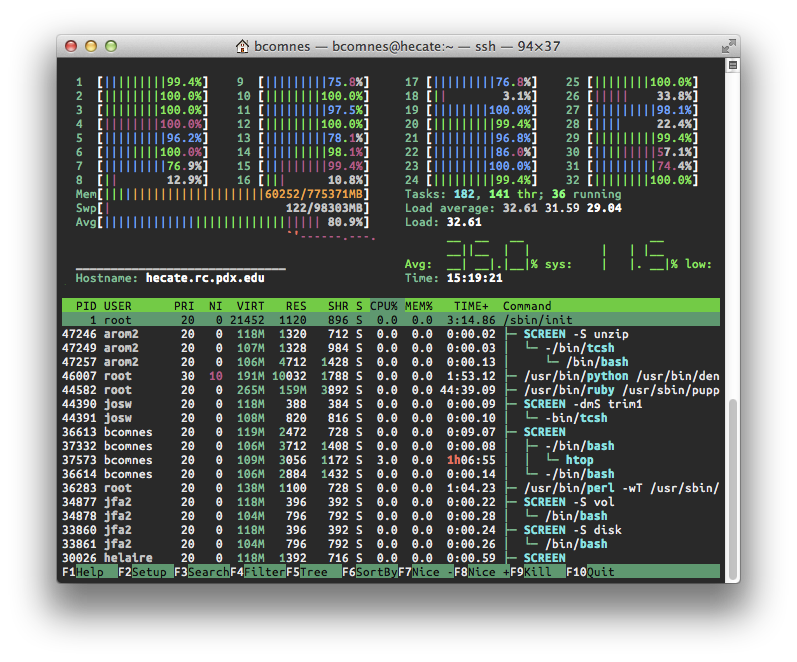 bcomnes — bcomnes@hecate:~ — ssh — 94×37
1 [||||||||||99.4%] 9 [||||||||||75.8%] 17 [||||||||||76.8%] 25 [||||||||100.0%]
2 [||||||||100.0%] 10 [||||||||100.0%] 18 [|| 3.1%] 26 [||||| 33.8%]
3 [||||||||100.0%] 11 [||||||||||97.5%] 19 [||||||||100.0%] 27 [||||||||||98.1%]
4 [||||||||100.0%] 12 [||||||||100.0%] 20 [||||||||||99.4%] 28 [||| 22.4%]
5 [||||||||||96.2%] 13 [||||||||||78.1%] 21 [||||||||||96.8%] 29 [||||||||||99.4%]
6 [||||||||100.0%] 14 [||||||||||98.1%] 22 [||||||||||86.0%] 30 [||||||||57.1%]
7 [||||||||||76.9%] 15 [||||||||||99.4%] 23 [||||||||100.0%] 31 [||||||||||74.4%]
8 [|| 12.9%] 16 [||| 10.8%] 24 [||||||||||99.4%] 32 [||||||||100.0%]
Mem[|||||||||||||||||||||||60252/775371MB] Tasks: 182, 141 thr; 36 running
Swp[| 122/98303MB] Load average: 32.61 31.59 29.04
Avg[||||||||||||||||||||||||||||||| 80.9%] Load: 32.61
Avg: % sys: % low:
Hostname: hecate.rc.pdx.edu Time: 15:19:21
PID USER PRI NI VIRT RES SHR S CPU% MEM% TIME+ Command
1 root 20 0 21452 1120 896 S 0.0 0.0 3:14.86 /sbin/init
47246 arom2 20 0 118M 1320 712 S 0.0 0.0 0:00.02 ├─ SCREEN -S unzip
47249 arom2 20 0 107M 1328 984 S 0.0 0.0 0:00.03 │ └─ -/bin/tcsh
47257 arom2 20 0 106M 4712 1428 S 0.0 0.0 0:00.13 │ └─ /bin/bash
46007 root 30 10 191M 10032 1788 S 0.0 0.0 1:53.12 ├─ /usr/bin/python /usr/bin/den
44582 root 20 0 265M 159M 3892 S 0.0 0.0 44:39.09 ├─ /usr/bin/ruby /usr/sbin/pupp
44390 josw 20 0 118M 388 384 S 0.0 0.0 0:00.09 ├─ SCREEN -dmS trim1
44391 josw 20 0 108M 820 816 S 0.0 0.0 0:00.10 │ └─ -bin/tcsh
36613 bcomnes 20 0 119M 2472 728 S 0.0 0.0 0:09.07 ├─ SCREEN
37332 bcomnes 20 0 106M 3712 1408 S 0.0 0.0 0:00.08 │ ├─ -/bin/bash
37573 bcomnes 20 0 109M 3056 1172 S 3.0 0.0 1h06:55 │ │ └─ htop
36614 bcomnes 20 0 106M 2884 1432 S 0.0 0.0 0:00.14 │ └─ -/bin/bash
36283 root 20 0 138M 1100 728 S 0.0 0.0 1:04.23 ├─ /usr/bin/perl -wT /usr/sbin/
34877 jfa2 20 0 118M 396 392 S 0.0 0.0 0:00.22 ├─ SCREEN -S vol
34878 jfa2 20 0 104M 796 792 S 0.0 0.0 0:00.28 │ └─ /bin/bash
33860 jfa2 20 0 118M 396 392 S 0.0 0.0 0:00.24 ├─ SCREEN -S disk
33861 jfa2 20 0 104M 796 792 S 0.0 0.0 0:00.26 │ └─ /bin/bash
30026 helaire 20 0 118M 1392 716 S 0.0 0.0 0:00.59 ├─ SCREEN
F1Help F2Setup F3SearchF4FilterF5Tree F6SortByF7Nice -F8Nice +F9Kill F10Quit